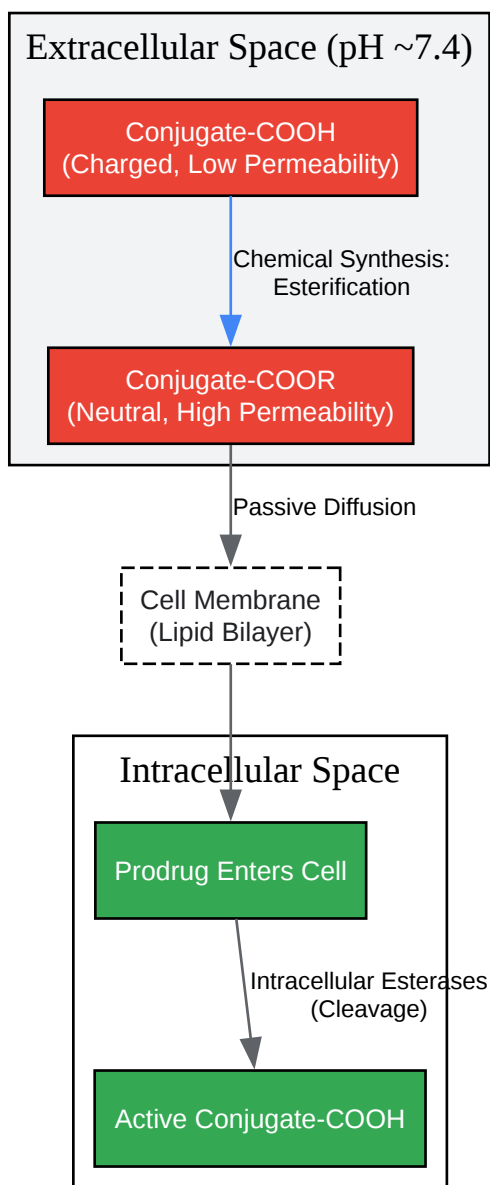 Extracellular Space (pH ~7.4)
Conjugate-COOH
(Charged, Low Permeability)
Chemical Synthesis:
Esterification
Conjugate-COOR
(Neutral, High Permeability)
Passive Diffusion
Cell Membrane
(Lipid Bilayer)
Intracellular Space
Prodrug Enters Cell
Intracellular Esterases
(Cleavage)
Active Conjugate-COOH